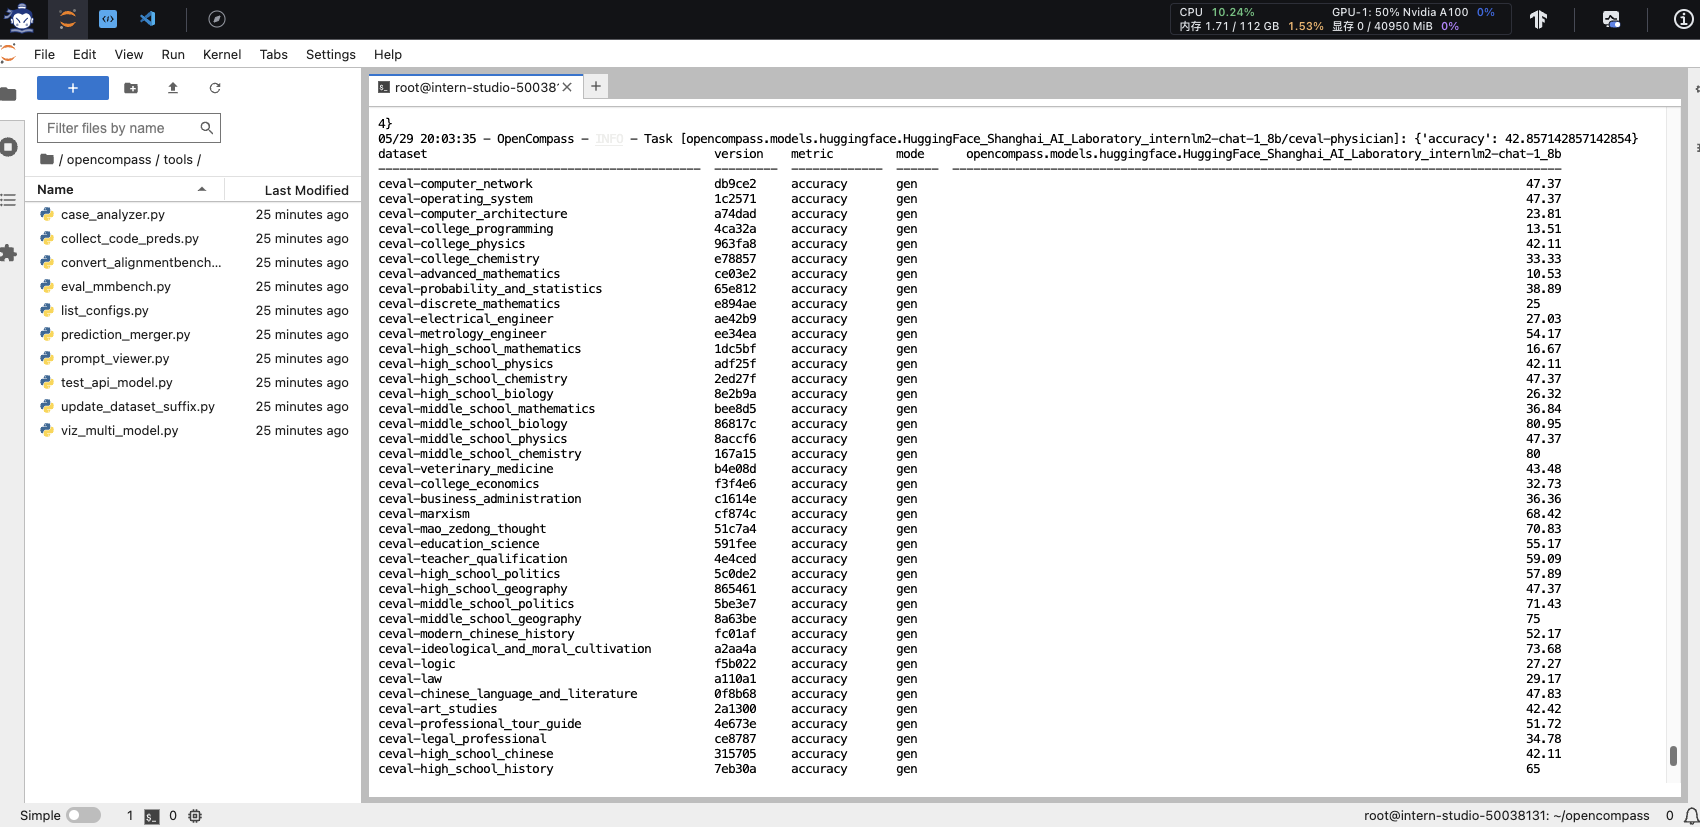 CPU 10.24% GPU-1: 50% Nvidia A100 0%
内存 1.71 / 112 GB 1.53% 显存 0 / 40950 MiB 0%
File Edit View Run Kernel Tabs Settings Help
root@intern-studio-50038
Filter files by name
/ opencompass / tools /
Name Last Modified
case_analyzer.py 25 minutes ago
collect_code_preds.py 25 minutes ago
convert_alignmentbench... 25 minutes ago
eval_mmbench.py 25 minutes ago
list_configs.py 25 minutes ago
prediction_merger.py 25 minutes ago
prompt_viewer.py 25 minutes ago
test_api_model.py 25 minutes ago
update_dataset_suffix.py 25 minutes ago
viz_multi_model.py 25 minutes ago
4}
05/29 20:03:35 - OpenCompass - INFO - Task [opencompass.models.huggingface.HuggingFace_Shanghai_AI_Laboratory_internlm2-chat-1_8b/ceval-physician]: {'accuracy': 42.857142857142854}
dataset version metric mode opencompass.models.huggingface.HuggingFace_Shanghai_AI_Laboratory_internlm2-chat-1_8b
ceval-computer_network db9ce2 accuracy gen 47.37
ceval-operating_system 1c2571 accuracy gen 47.37
ceval-computer_architecture a74dad accuracy gen 23.81
ceval-college_programming 4ca32a accuracy gen 13.51
ceval-college_physics 963fa8 accuracy gen 42.11
ceval-college_chemistry e78857 accuracy gen 33.33
ceval-advanced_mathematics ce03e2 accuracy gen 10.53
ceval-probability_and_statistics 65e812 accuracy gen 38.89
ceval-discrete_mathematics e894ae accuracy gen 25
ceval-electrical_engineer ae42b9 accuracy gen 27.03
ceval-metrology_engineer ee34ea accuracy gen 54.17
ceval-high_school_mathematics 1dc5bf accuracy gen 16.67
ceval-high_school_physics adf25f accuracy gen 42.11
ceval-high_school_chemistry 2ed27f accuracy gen 47.37
ceval-high_school_biology 8e2b9a accuracy gen 26.32
ceval-middle_school_mathematics bee8d5 accuracy gen 36.84
ceval-middle_school_biology 86817c accuracy gen 80.95
ceval-middle_school_physics 8accf6 accuracy gen 47.37
ceval-middle_school_chemistry 167a15 accuracy gen 80
ceval-veterinary_medicine b4e08d accuracy gen 43.48
ceval-college_economics f3f4e6 accuracy gen 32.73
ceval-business_administration c1614e accuracy gen 36.36
ceval-marxism cf874c accuracy gen 68.42
ceval-mao_zedong_thought 51c7a4 accuracy gen 70.83
ceval-education_science 591fee accuracy gen 55.17
ceval-teacher_qualification 4e4ced accuracy gen 59.09
ceval-high_school_politics 5c0de2 accuracy gen 57.89
ceval-high_school_geography 865461 accuracy gen 47.37
ceval-middle_school_politics 5be3e7 accuracy gen 71.43
ceval-middle_school_geography 8a63be accuracy gen 75
ceval-modern_chinese_history fc01af accuracy gen 52.17
ceval-ideological_and_moral_cultivation a2aa4a accuracy gen 73.68
ceval-logic f5b022 accuracy gen 27.27
ceval-law a110a1 accuracy gen 29.17
ceval-chinese_language_and_literature 0f8b68 accuracy gen 47.83
ceval-art_studies 2a1300 accuracy gen 42.42
ceval-professional_tour_guide 4e673e accuracy gen 51.72
ceval-legal_professional ce8787 accuracy gen 34.78
ceval-high_school_chinese 315705 accuracy gen 42.11
ceval-high_school_history 7eb30a accuracy gen 65
Simple 1 0 root@intern-studio-50038131: ~/opencompass 0